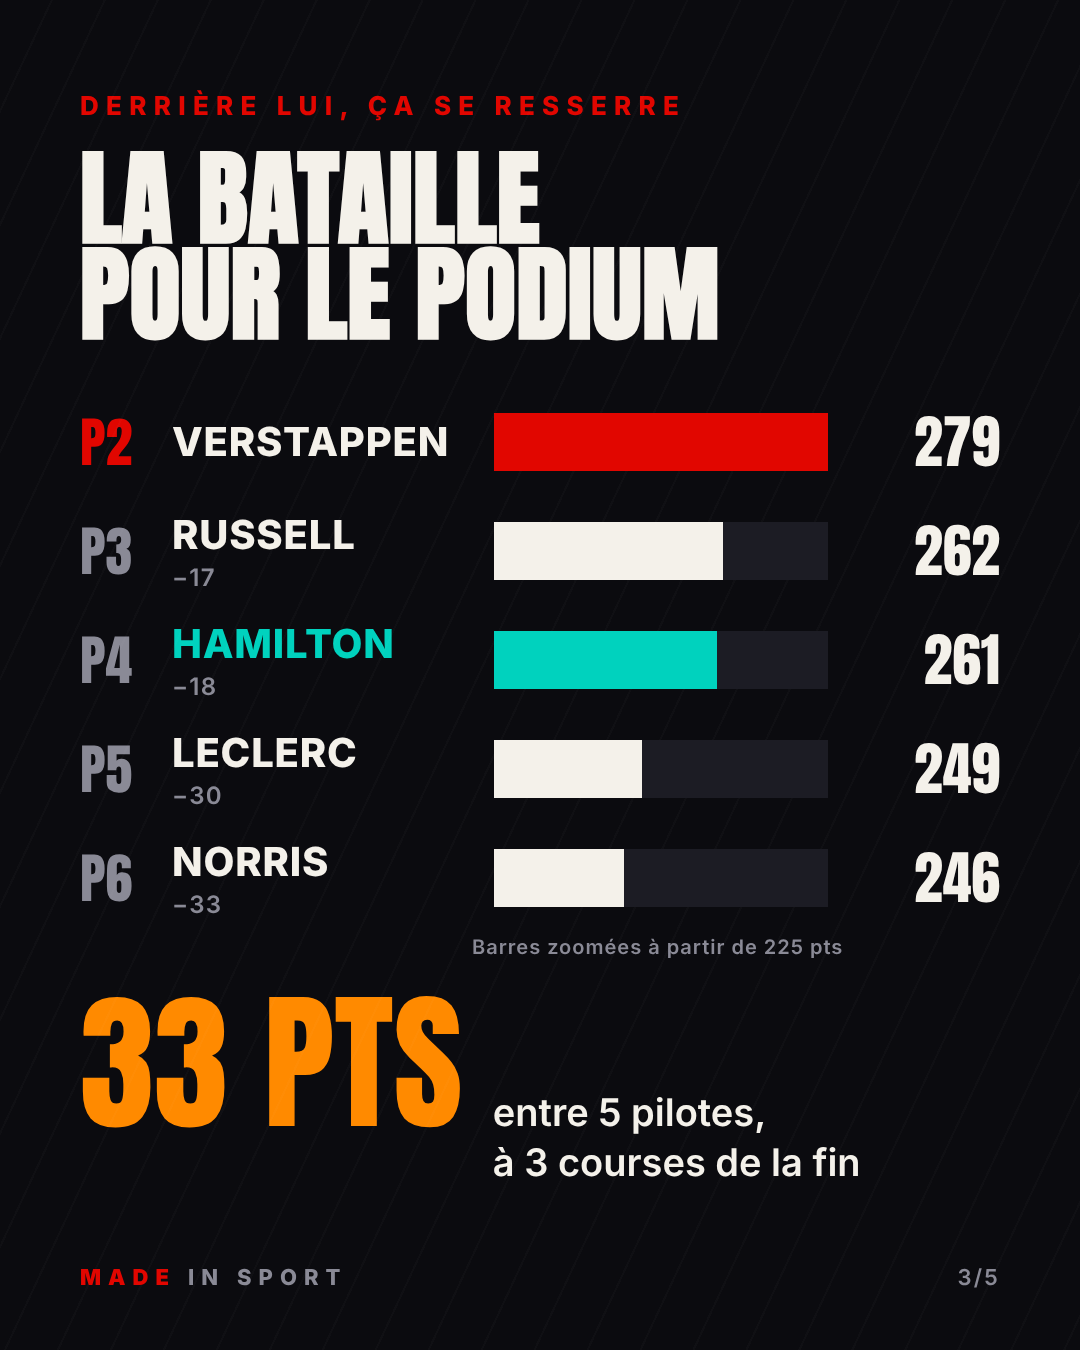 DERRIÈRE LUI, ÇA SE RESSERRE
LA BATAILLE
POUR LE PODIUM
P2 VERSTAPPEN 279
P3 RUSSELL 262
−17
P4 HAMILTON 261
−18
P5 LECLERC 249
−30
P6 NORRIS 246
−33
Barres zoomées à partir de 225 pts
33 PTS
entre 5 pilotes,
à 3 courses de la fin
MADE IN SPORT
3/5